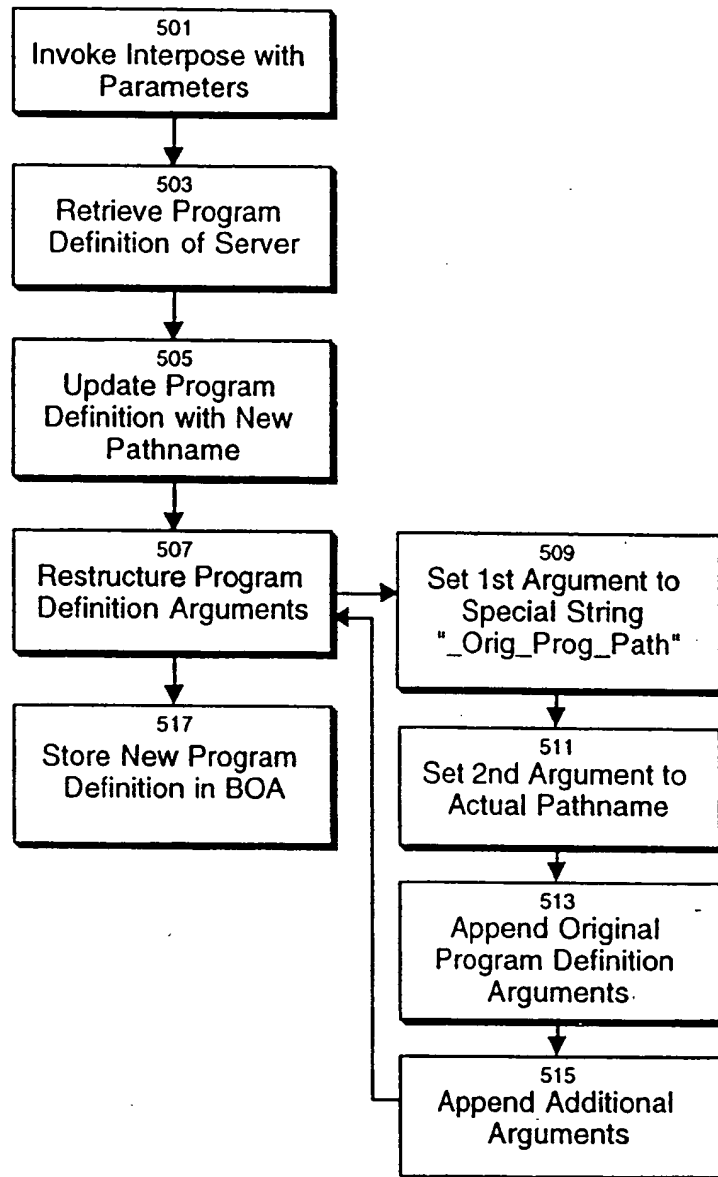 501
Invoke Interpose with
Parameters
503
Retrieve Program
Definition of Server
505
Update Program
Definition with New
Pathname
507
Restructure Program
Definition Arguments
509
Set 1st Argument to
Special String
"_Orig_Prog_Path"
511
Set 2nd Argument to
Actual Pathname
513
Append Original
Program Definition
Arguments
515
Append Additional
Arguments
517
Store New Program
Definition in BOA